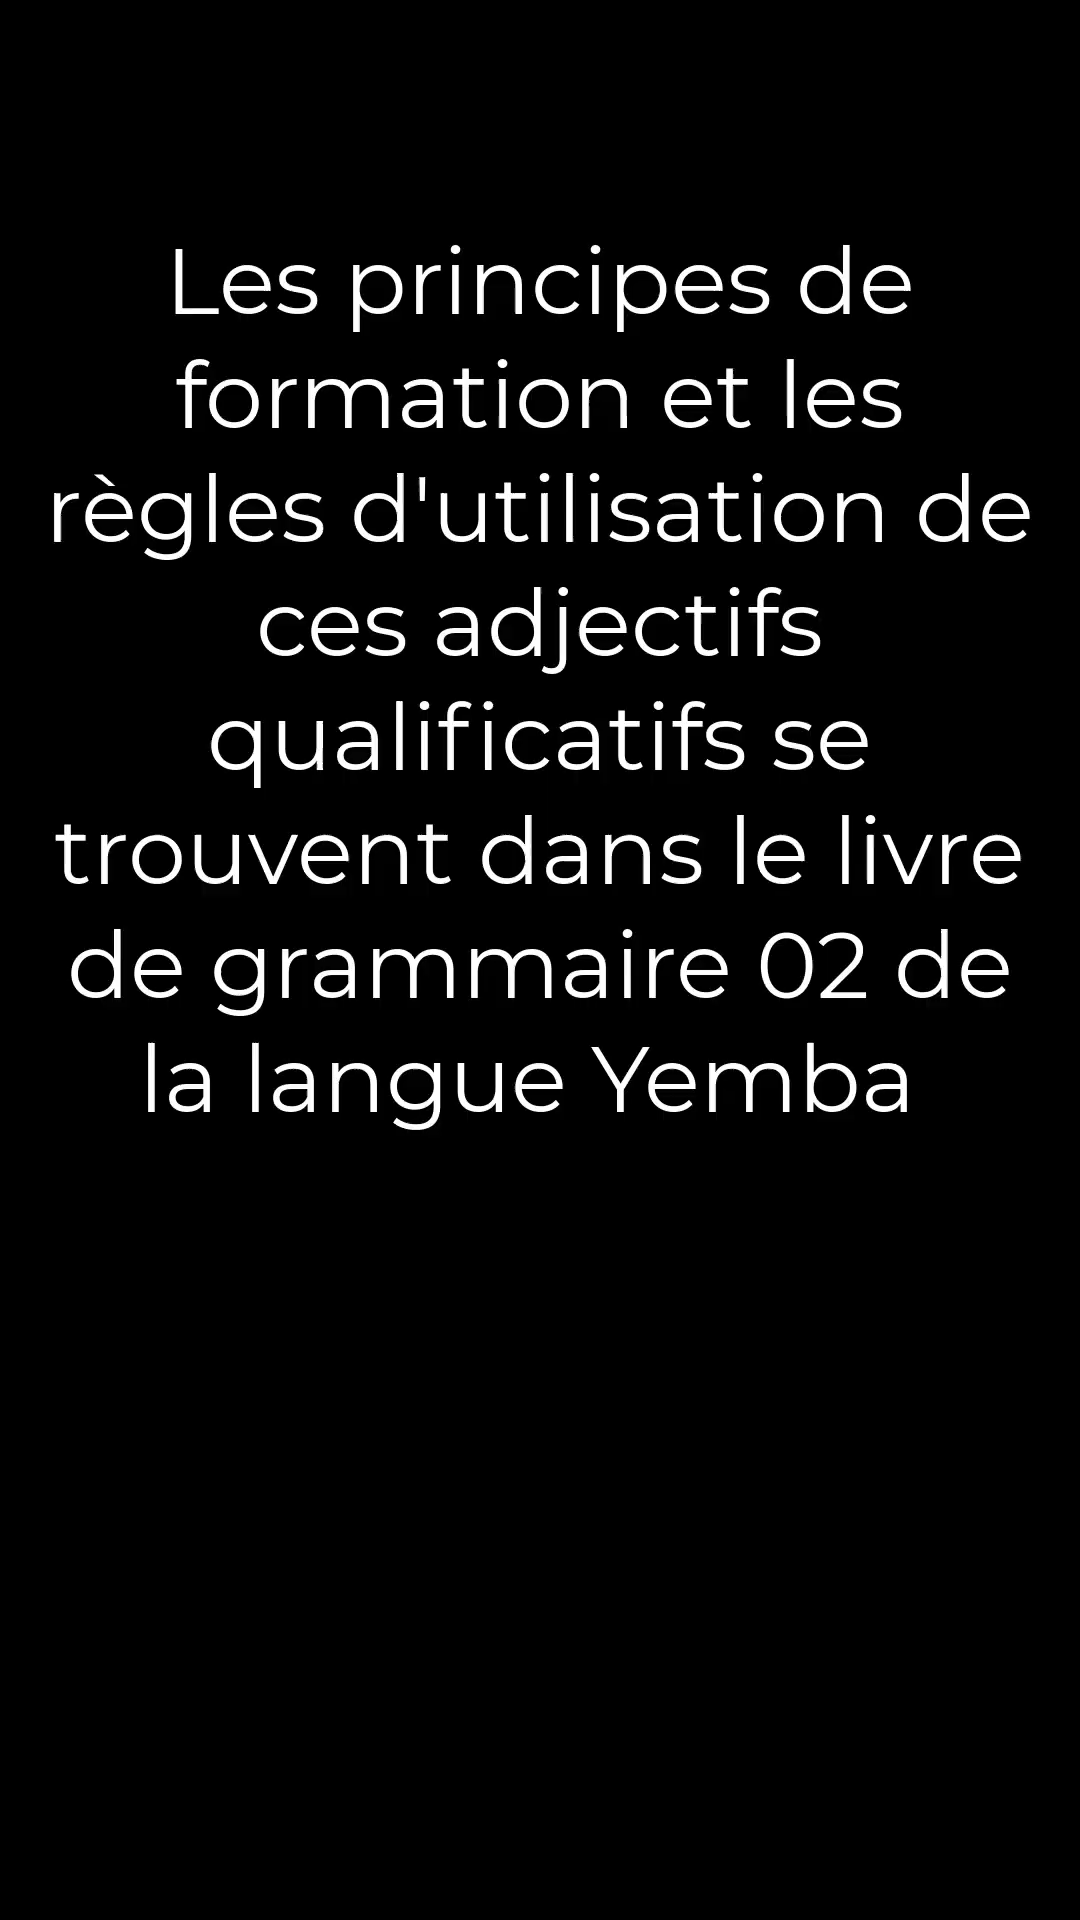 Les principes de
formation et les
règles d'utilisation de
ces adjectifs
qualificatifs se
trouvent dans le livre
de grammaire 02 de
la langue Yemba